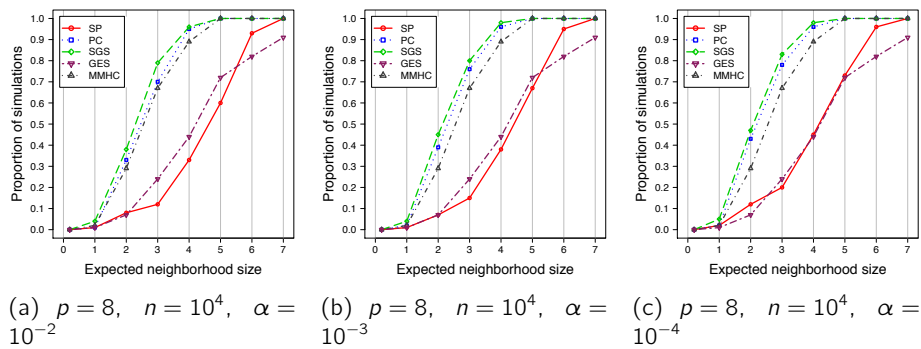 SP
PC
SGS
GES
MMHC
Proportion of simulations
1.0
0.9
0.8
0.7
0.6
0.5
0.4
0.3
0.2
0.1
0.0
0 1 2 3 4 5 6 7
Expected neighborhood size
(a) p = 8, n = 10^4, α =
10^-2
SP
PC
SGS
GES
MMHC
Proportion of simulations
1.0
0.9
0.8
0.7
0.6
0.5
0.4
0.3
0.2
0.1
0.0
0 1 2 3 4 5 6 7
Expected neighborhood size
(b) p = 8, n = 10^4, α =
10^-3
SP
PC
SGS
GES
MMHC
Proportion of simulations
1.0
0.9
0.8
0.7
0.6
0.5
0.4
0.3
0.2
0.1
0.0
0 1 2 3 4 5 6 7
Expected neighborhood size
(c) p = 8, n = 10^4, α =
10^-4